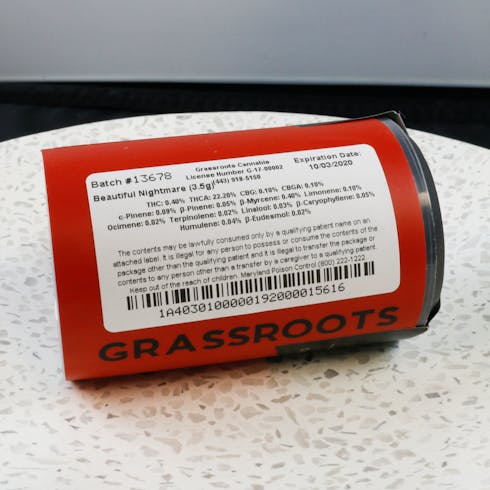 Batch #13678
Grassroots Cannabis
License Number G-17-00002
Expiration Date:
10/03/2020
Beautiful Nightmare (3.5g) (443) 818-5150
THC: 0.40% THCA: 22.20% CBG: 0.10% CBGA: 0.10%
c-Pinene: 0.09% β-Pinene: 0.05% β-Myrcene: 0.40% Limonene: 0.10%
Ocimene: 0.02% Terpinolene: 0.02% Linalool: 0.03% β-Caryophyllene: 0.05%
Humulene: 0.04% β-Eudesmol: 0.02%
The contents may be lawfully consumed only by a qualifying patient name on an
attached label. It is illegal for any person to possess or consume the contents of the
package other than the qualifying patient and it is illegal to transfer the package or
contents to any person other than a transfer by a caregiver to a qualifying patient.
Keep out of the reach of children. Maryland Poison Control (800) 222-1222
1A4030100000192000015616
GRASSROOTS